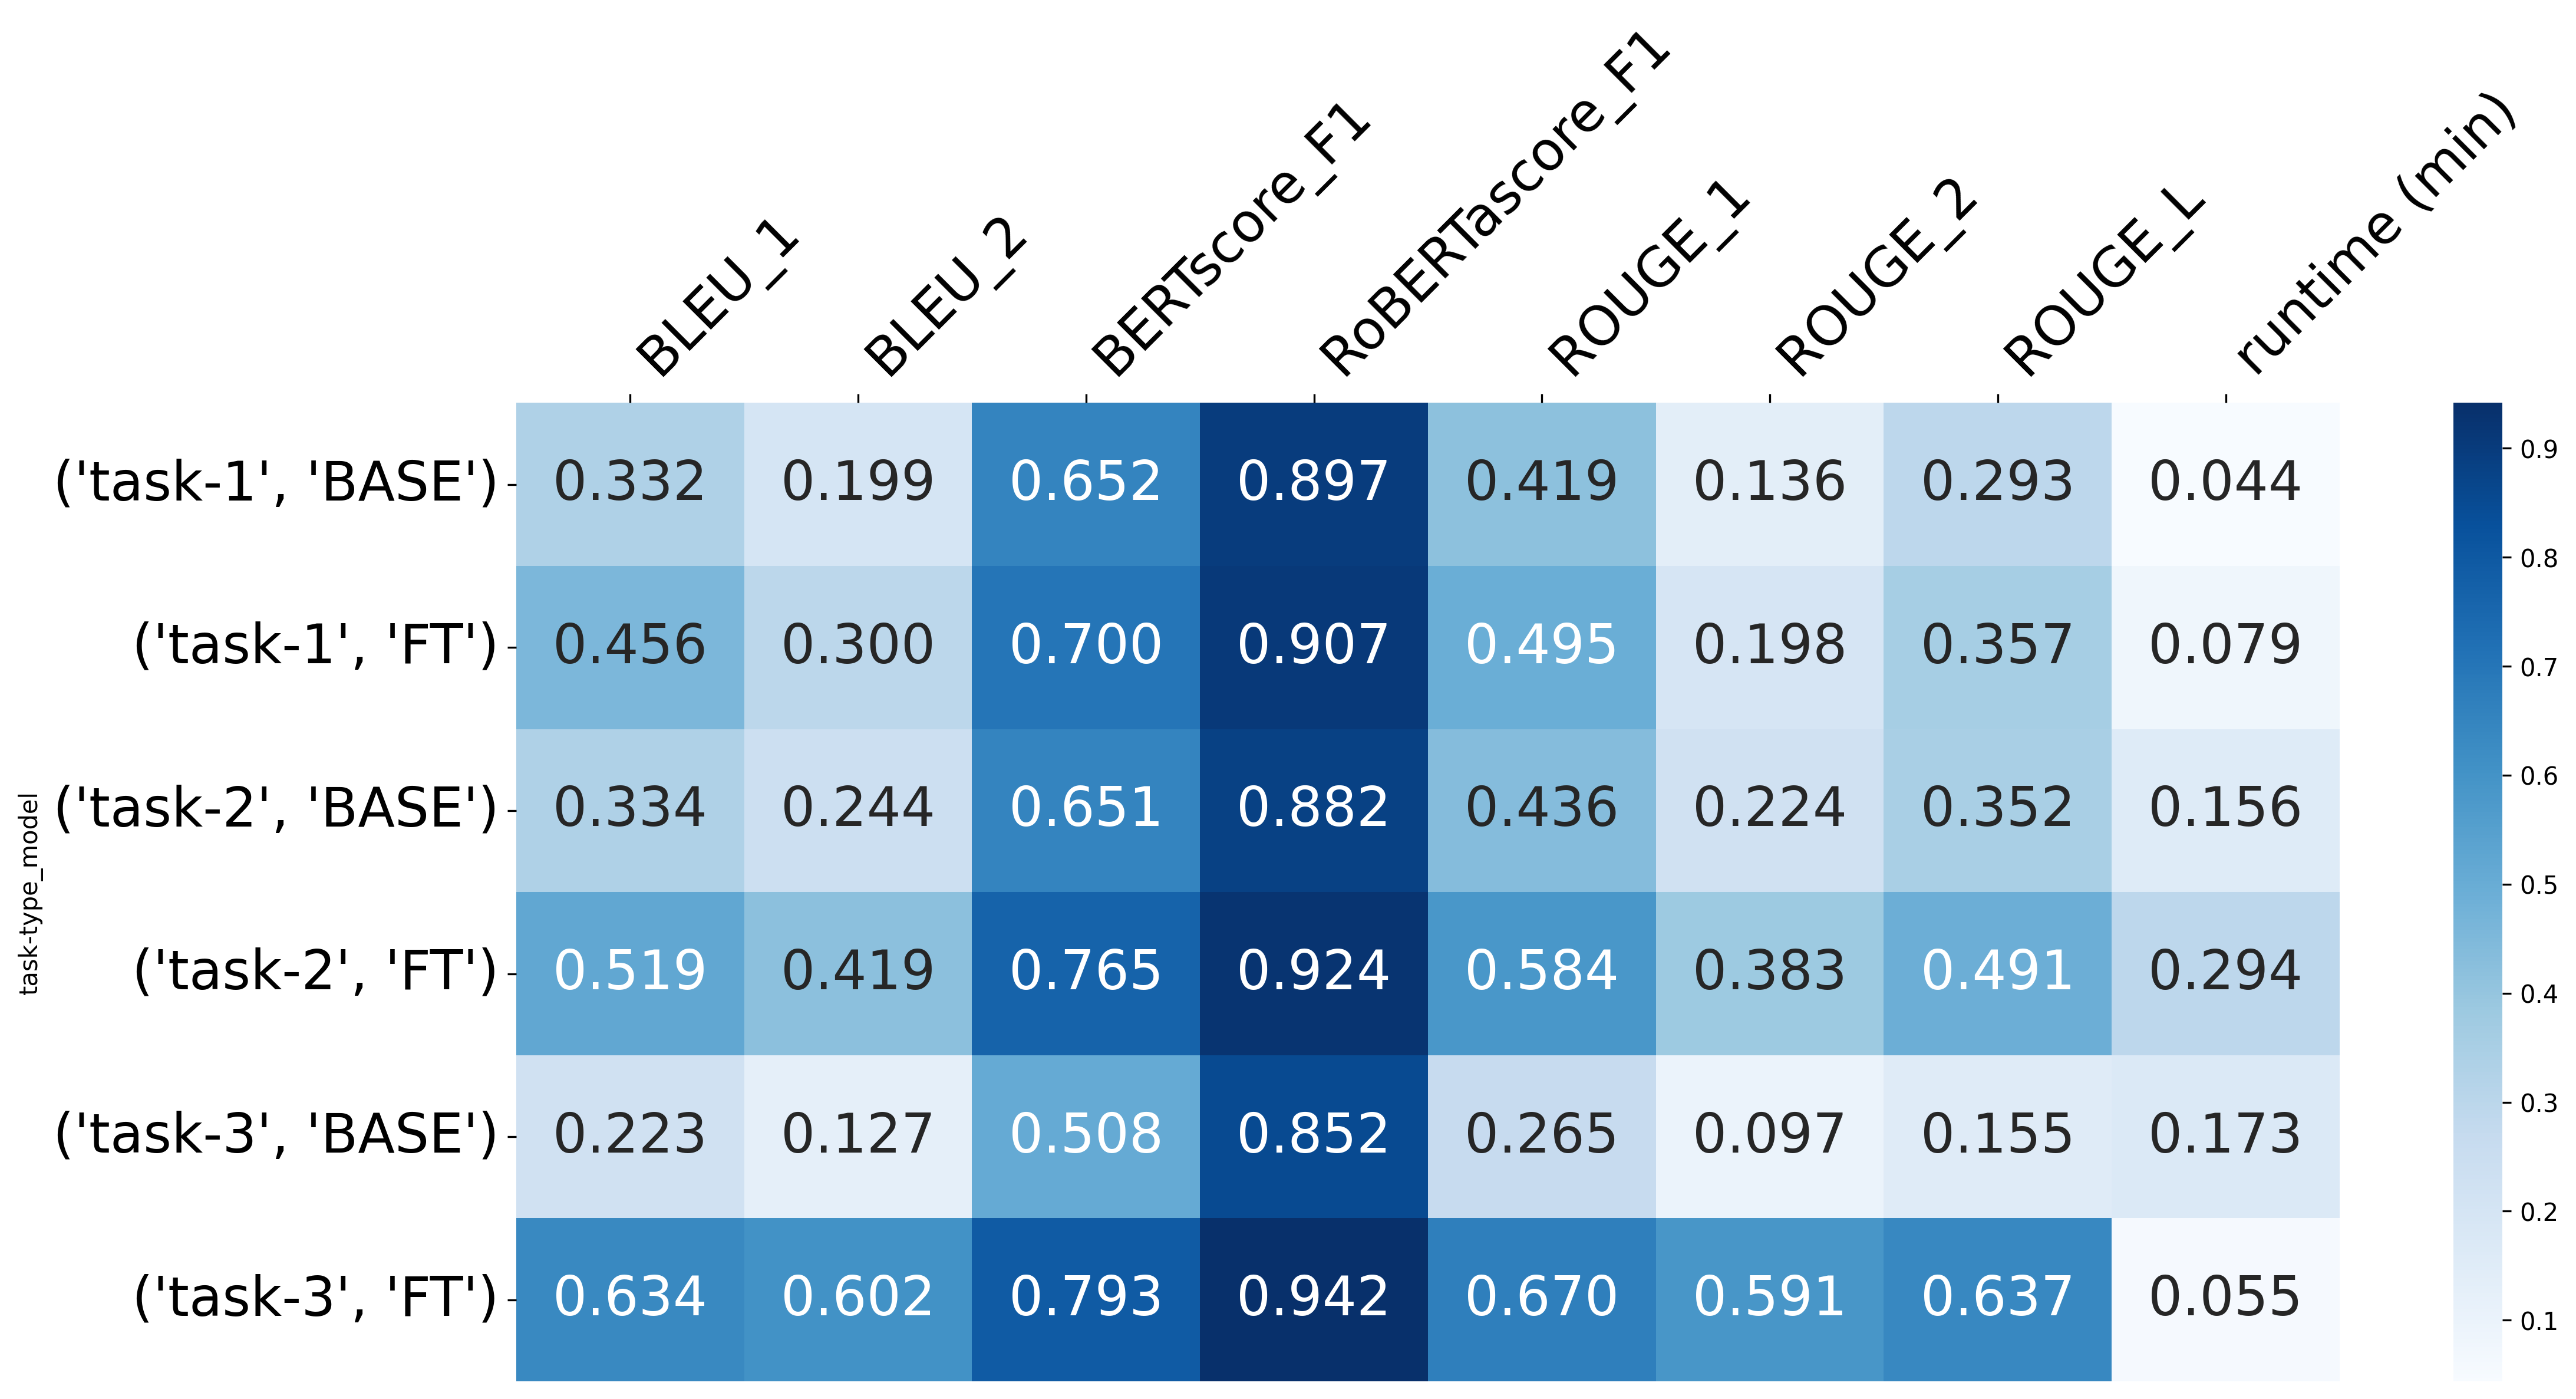 BLEU_1 BLEU_2 BERTscore_F1 RoBERTascore_F1 ROUGE_1 ROUGE_2 ROUGE_L runtime (min)
task-type_model
('task-1', 'BASE') 0.332 0.199 0.652 0.897 0.419 0.136 0.293 0.044
('task-1', 'FT') 0.456 0.300 0.700 0.907 0.495 0.198 0.357 0.079
('task-2', 'BASE') 0.334 0.244 0.651 0.882 0.436 0.224 0.352 0.156
('task-2', 'FT') 0.519 0.419 0.765 0.924 0.584 0.383 0.491 0.294
('task-3', 'BASE') 0.223 0.127 0.508 0.852 0.265 0.097 0.155 0.173
('task-3', 'FT') 0.634 0.602 0.793 0.942 0.670 0.591 0.637 0.055
0.9
0.8
0.7
0.6
0.5
0.4
0.3
0.2
0.1